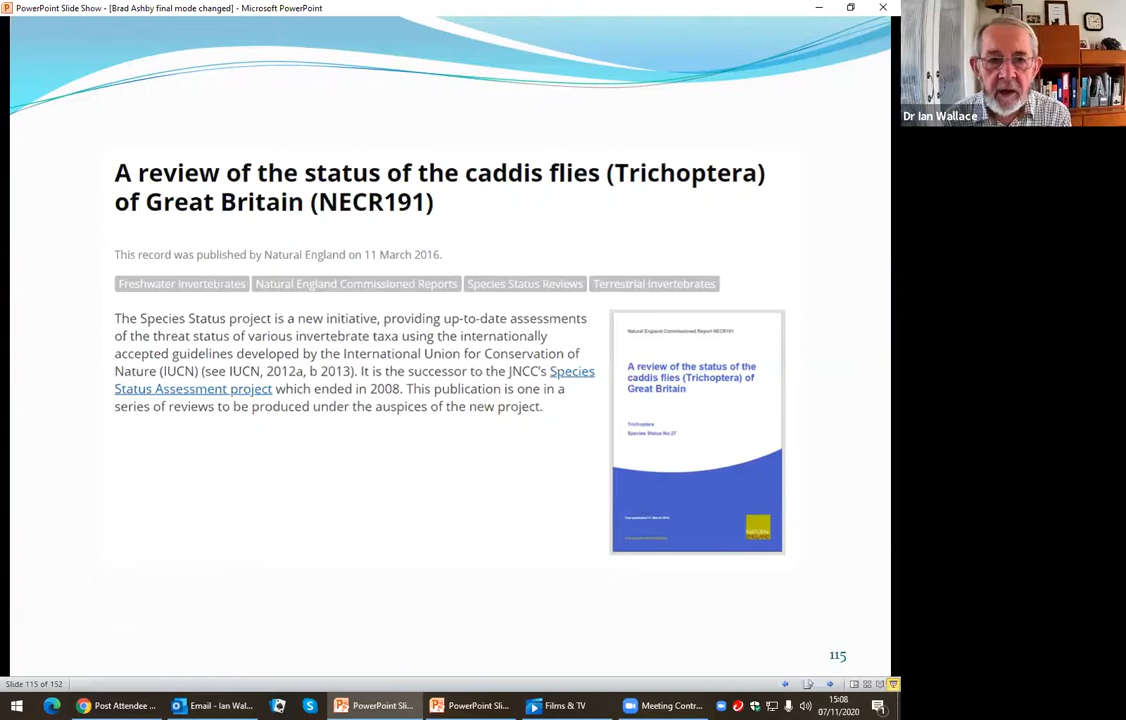 PowerPoint Slide Show - [Brad Ashby final mode changed] - Microsoft PowerPoint
Dr Ian Wallace
A review of the status of the caddis flies (Trichoptera)
of Great Britain (NECR191)
This record was published by Natural England on 11 March 2016.
Freshwater Invertebrates Natural England Commissioned Reports Species Status Reviews Terrestrial Invertebrates
The Species Status project is a new initiative, providing up-to-date assessments
of the threat status of various invertebrate taxa using the internationally
accepted guidelines developed by the International Union for Conservation of
Nature (IUCN) (see IUCN, 2012a, b 2013). It is the successor to the JNCC's Species
Status Assessment project which ended in 2008. This publication is one in a
series of reviews to be produced under the auspices of the new project.
Natural England Commissioned Report NECR191
A review of the status of the
caddis flies (Trichoptera) of
Great Britain
Trichoptera
Species Status No.27
115
Slide 115 of 152
Post Attendee ... Email - Ian Wal... PowerPoint Sli... PowerPoint Sli... Films & TV Meeting Contr...
15:08
07/11/2020